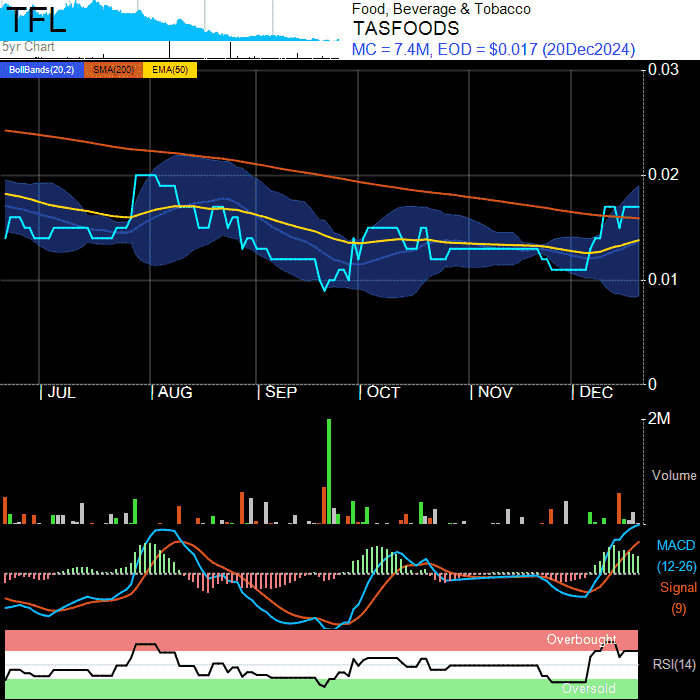 TFL
Food, Beverage & Tobacco
TASFOODS
5yr Chart
MC = 7.4M, EOD = $0.017 (20Dec2024)
BollBands(20,2) SMA(200) EMA(50)
0.03
0.02
0.01
0
JUL AUG SEP OCT NOV DEC
2M
Volume
MACD
(12-26)
Signal
(9)
Overbought
RSI(14)
Oversold